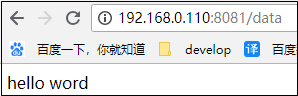 192.168.0.110:8081/data
百度一下，你就知道 develop 译 百度
hello word